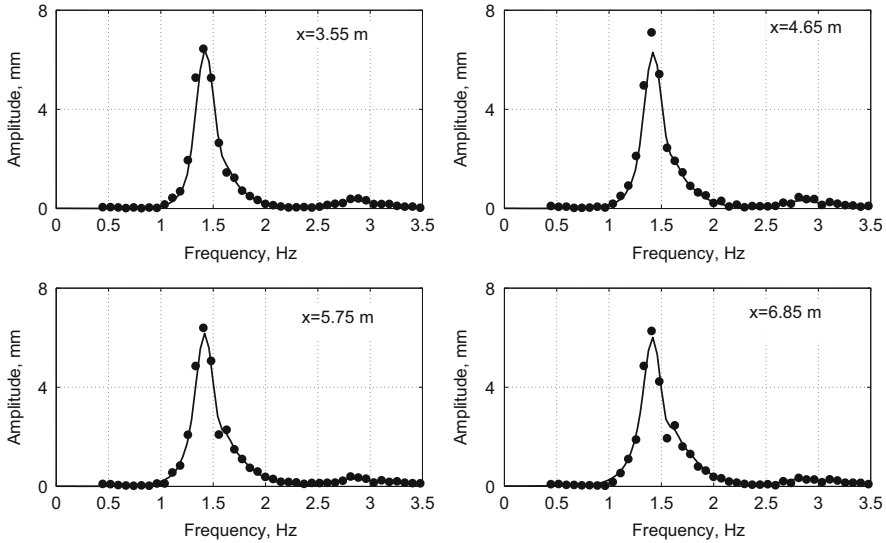 8
4
0
Amplitude, mm
x=3.55 m
0 0.5 1 1.5 2 2.5 3 3.5
Frequency, Hz
8
4
0
Amplitude, mm
x=4.65 m
0 0.5 1 1.5 2 2.5 3 3.5
Frequency, Hz
8
4
0
Amplitude, mm
x=5.75 m
0 0.5 1 1.5 2 2.5 3 3.5
Frequency, Hz
8
4
0
Amplitude, mm
x=6.85 m
0 0.5 1 1.5 2 2.5 3 3.5
Frequency, Hz